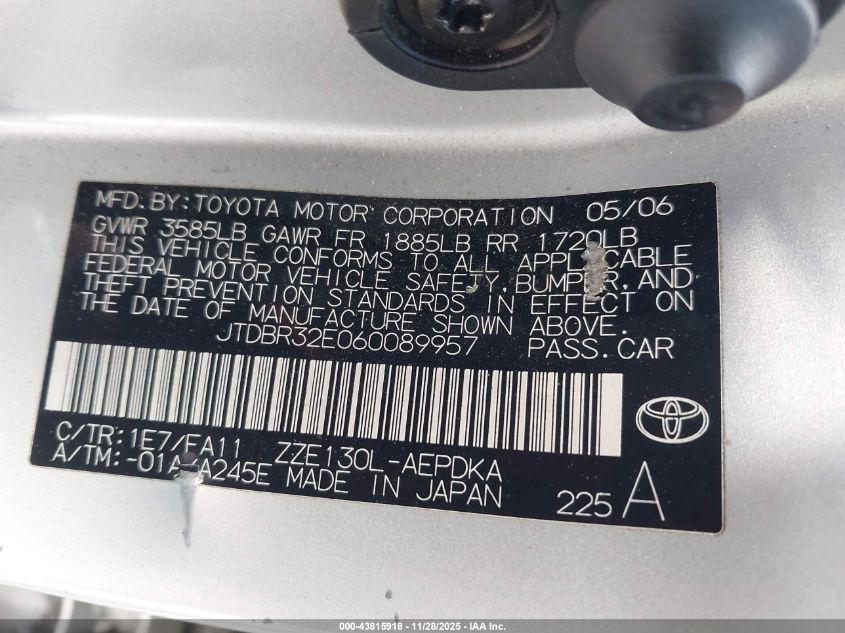 MFD.BY:TOYOTA MOTOR CORPORATION 05/06
GVWR 3585LB GAWR FR 1885LB RR 1720LB
THIS VEHICLE CONFORMS TO ALL APPLICABLE
FEDERAL MOTOR VEHICLE SAFETY,BUMPER,AND
THEFT PREVENTION STANDARDS IN EFFECT ON
THE DATE OF MANUFACTURE SHOWN ABOVE.
JTDBR32E060089957 PASS.CAR
C/TR:1E7/FA11 ZZE130L-AEPDKA
A/TM:-01A/A245E MADE IN JAPAN 225 A
000-43815918 - 11/28/2025 - IAA Inc.